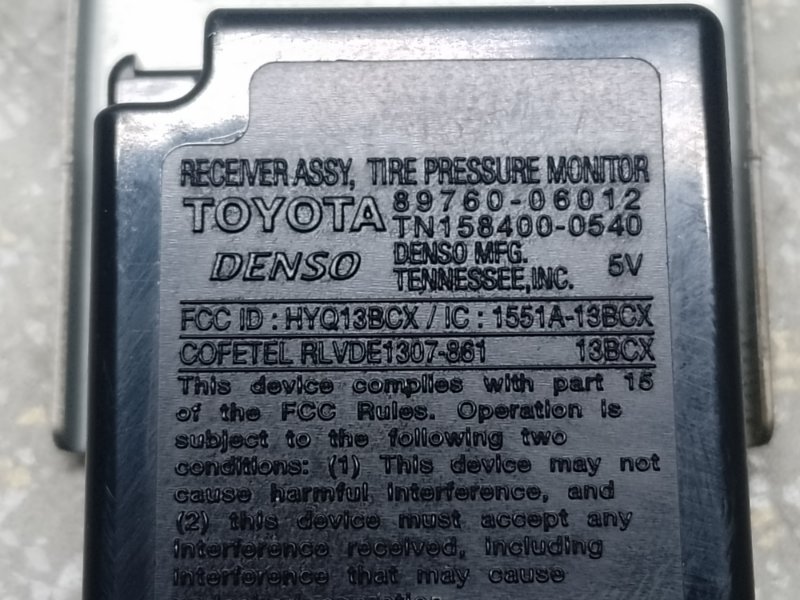 RECEIVER ASSY, TIRE PRESSURE MONITOR
TOYOTA 89760-06012
TN158400-0540
DENSO DENSO MFG.
TENNESSEE, INC. 5V
FCC ID : HYQ13BCX / IC : 1551A-13BCX
COFETEL RLVDE1307-861 13BCX
This device complies with part 15
of the FCC Rules. Operation is
subject to the following two
conditions: (1) This device may not
cause harmful interference, and
(2) this device must accept any
interference received, including
interference that may cause